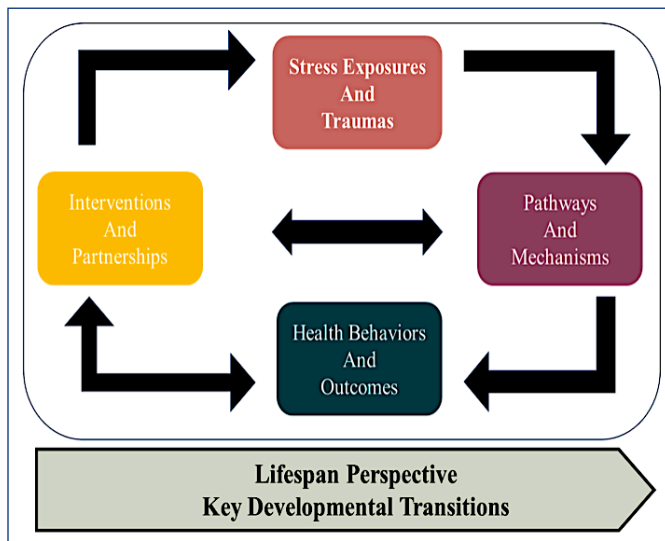 Stress Exposures
And
Traumas
Interventions
And
Partnerships
Pathways
And
Mechanisms
Health Behaviors
And
Outcomes
Lifespan Perspective
Key Developmental Transitions